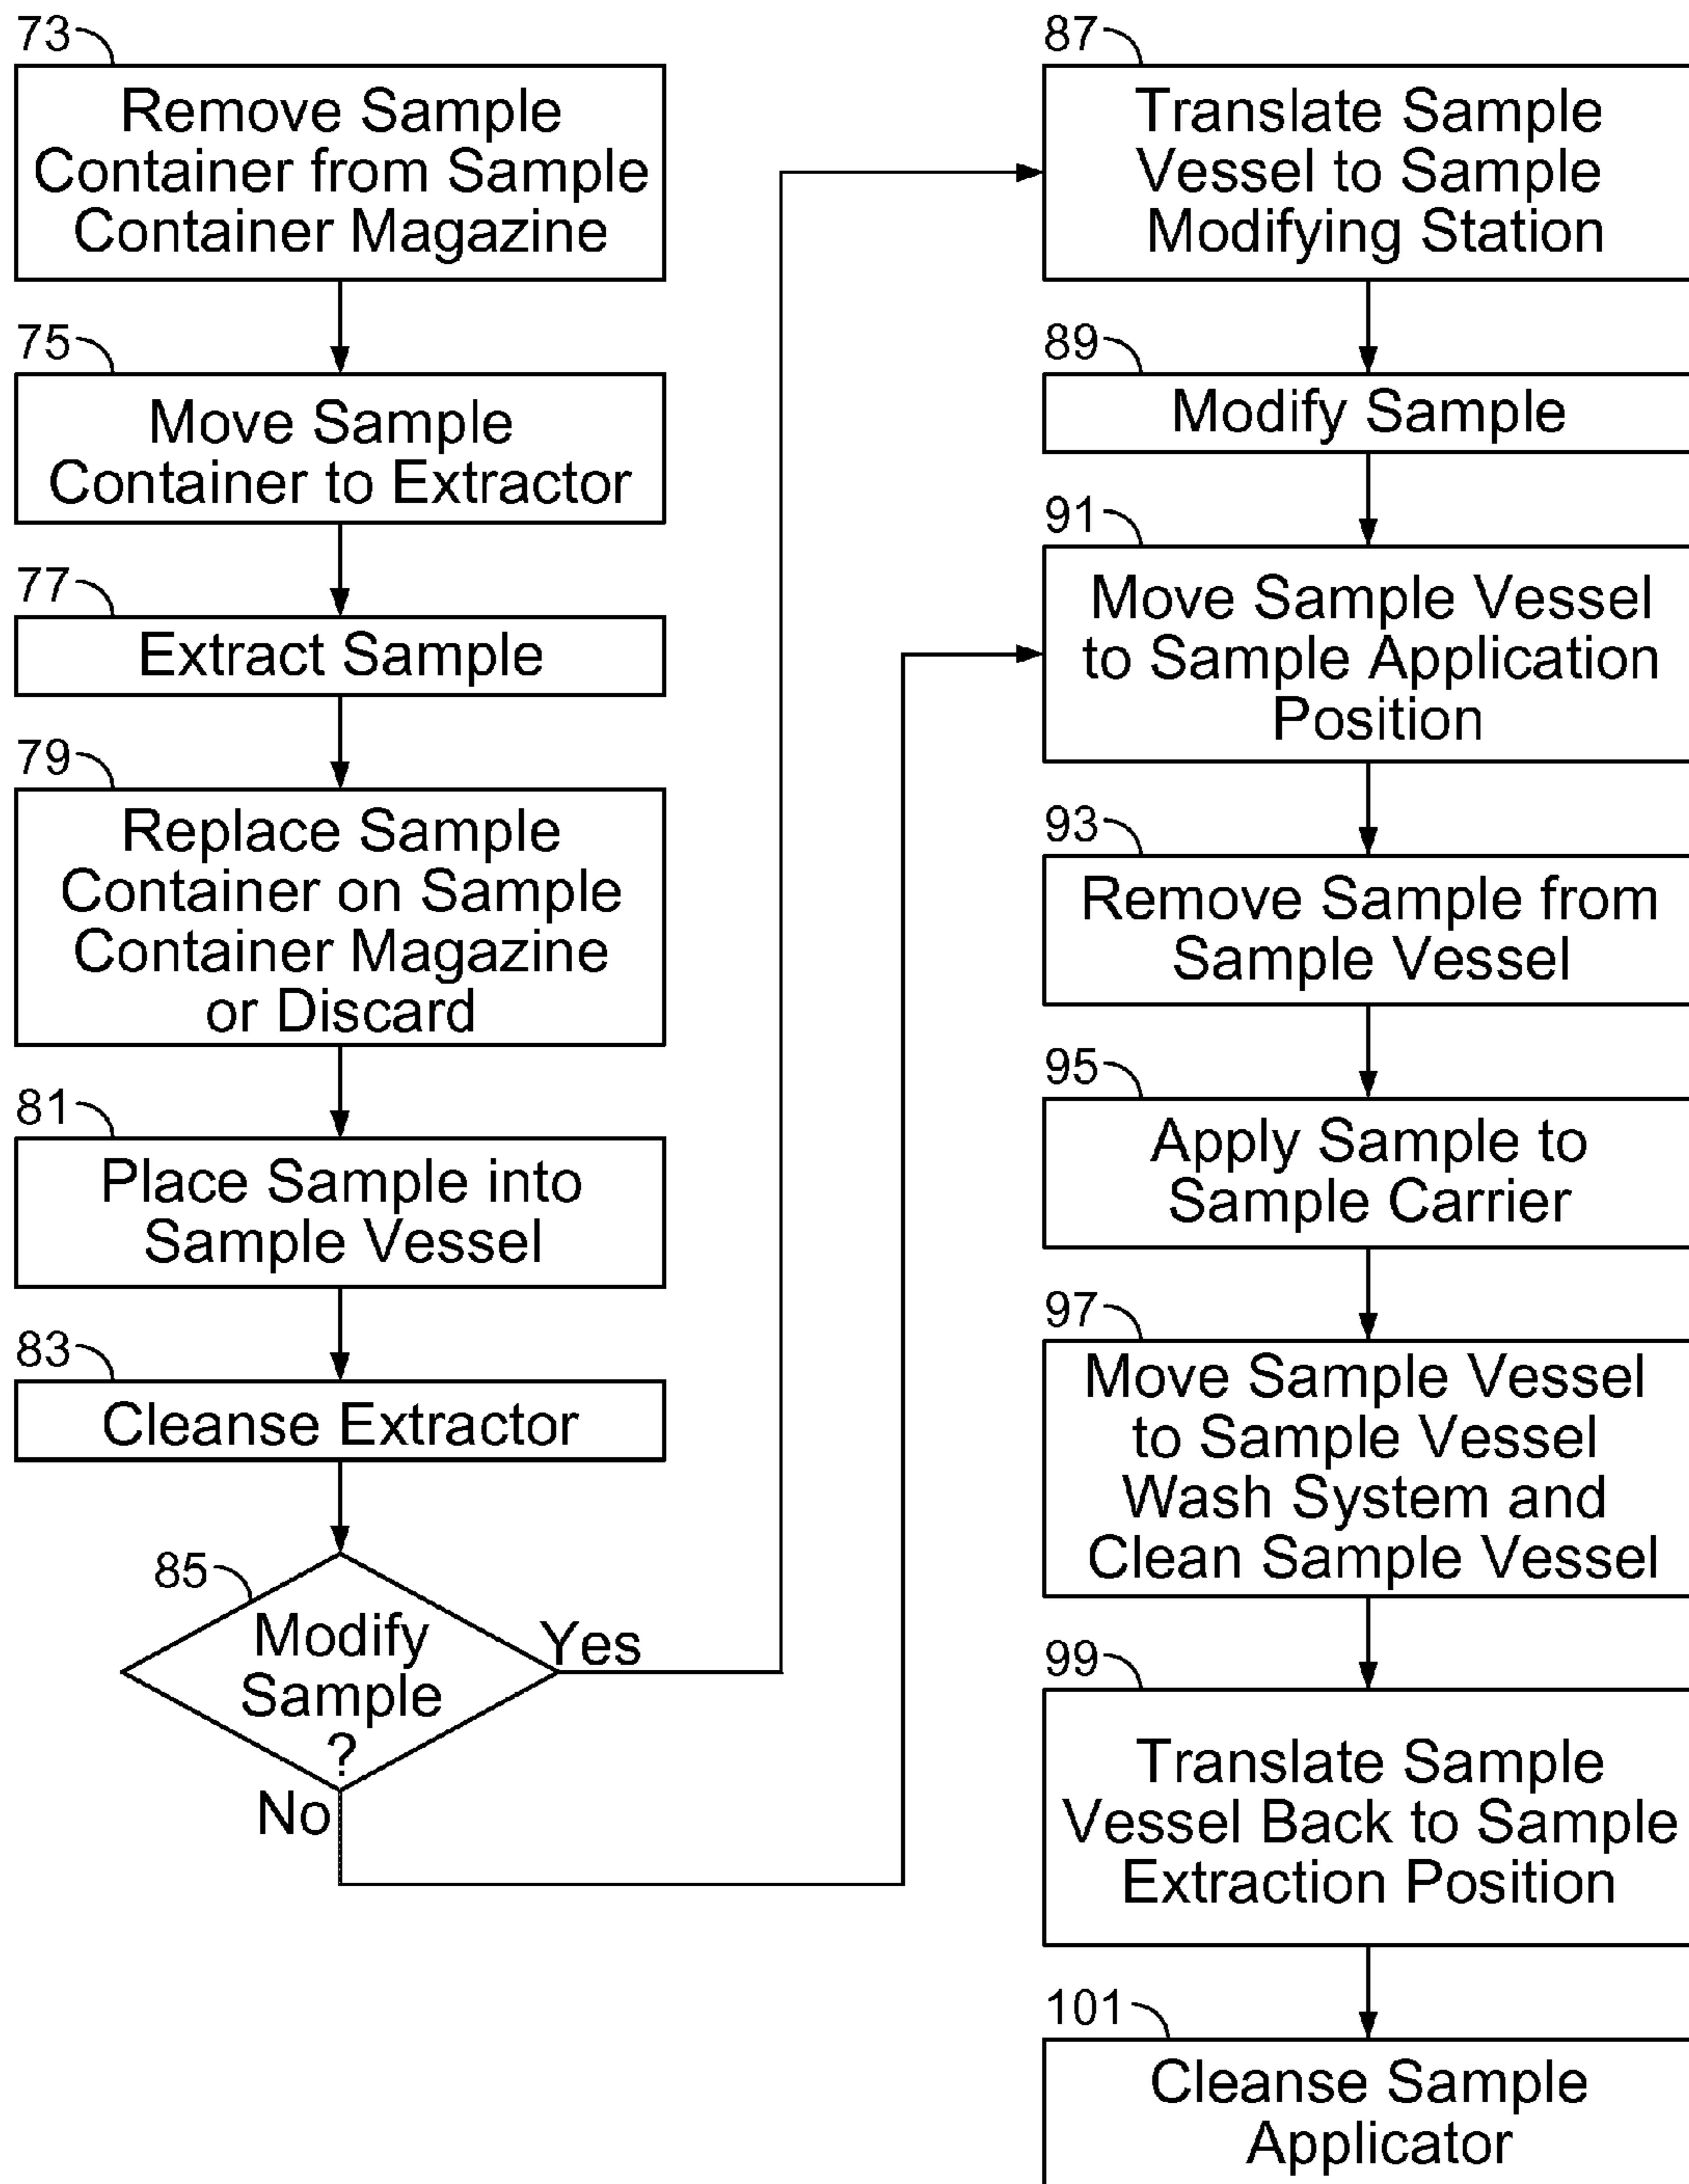 73
Remove Sample
Container from Sample
Container Magazine
75
Move Sample
Container to Extractor
77
Extract Sample
79
Replace Sample
Container on Sample
Container Magazine
or Discard
81
Place Sample into
Sample Vessel
83
Cleanse Extractor
85
Modify
Sample
?
Yes
No
87
Translate Sample
Vessel to Sample
Modifying Station
89
Modify Sample
91
Move Sample Vessel
to Sample Application
Position
93
Remove Sample from
Sample Vessel
95
Apply Sample to
Sample Carrier
97
Move Sample Vessel
to Sample Vessel
Wash System and
Clean Sample Vessel
99
Translate Sample
Vessel Back to Sample
Extraction Position
101
Cleanse Sample
Applicator